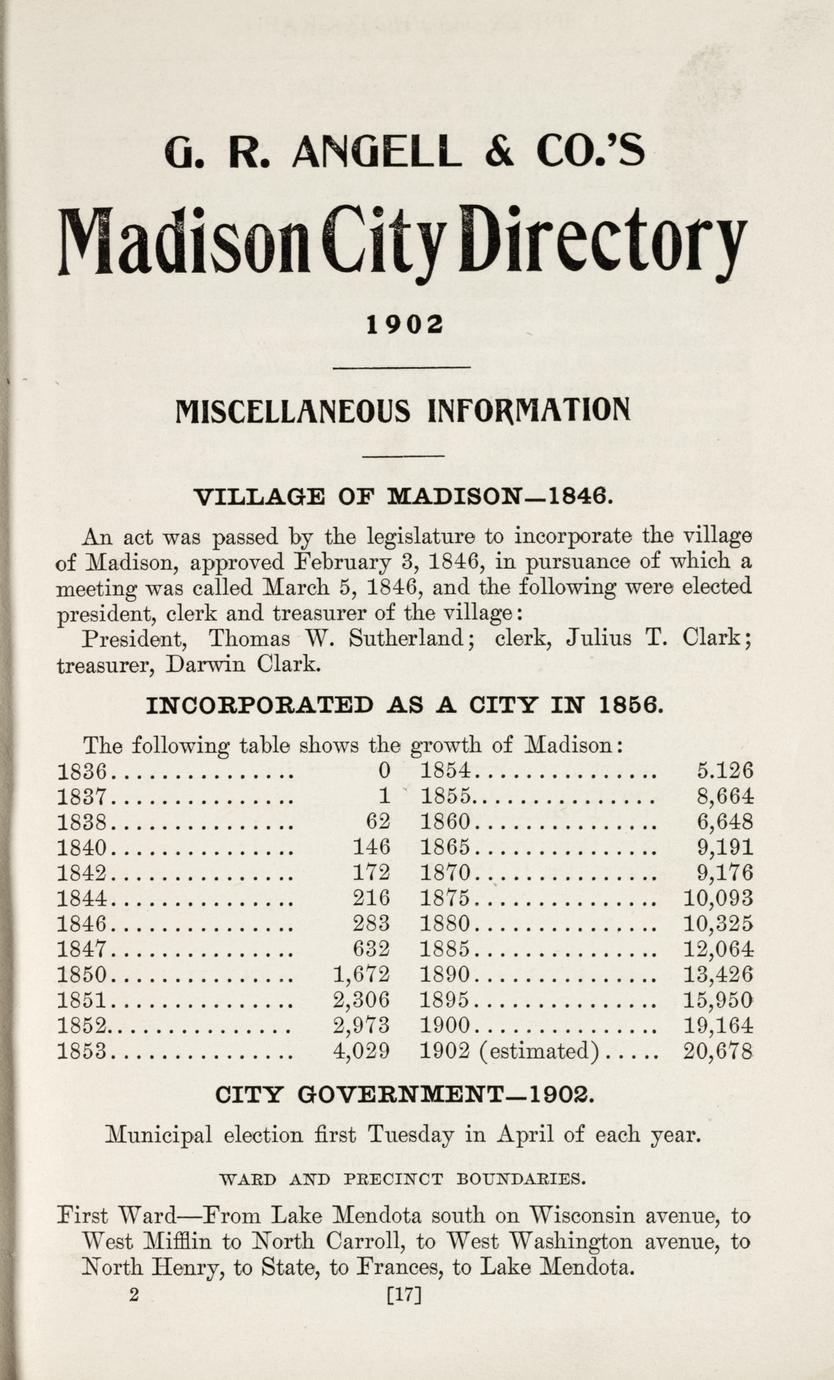 G. R. ANGELL & CO.'S
Madison City Directory
1902
MISCELLANEOUS INFORMATION
VILLAGE OF MADISON—1846.
An act was passed by the legislature to incorporate the village
of Madison, approved February 3, 1846, in pursuance of which a
meeting was called March 5, 1846, and the following were elected
president, clerk and treasurer of the village:
President, Thomas W. Sutherland; clerk, Julius T. Clark;
treasurer, Darwin Clark.
INCORPORATED AS A CITY IN 1856.
The following table shows the growth of Madison:
1836............... 0 1854............... 5.126
1837............... 1 1855............... 8,664
1838............... 62 1860............... 6,648
1840............... 146 1865............... 9,191
1842............... 172 1870............... 9,176
1844............... 216 1875............... 10,093
1846............... 283 1880............... 10,325
1847............... 632 1885............... 12,064
1850............... 1,672 1890............... 13,426
1851............... 2,306 1895............... 15,950
1852............... 2,973 1900............... 19,164
1853............... 4,029 1902 (estimated)..... 20,678
CITY GOVERNMENT—1902.
Municipal election first Tuesday in April of each year.
WARD AND PRECINCT BOUNDARIES.
First Ward—From Lake Mendota south on Wisconsin avenue, to
West Mifflin to North Carroll, to West Washington avenue, to
North Henry, to State, to Frances, to Lake Mendota.
2 [17]